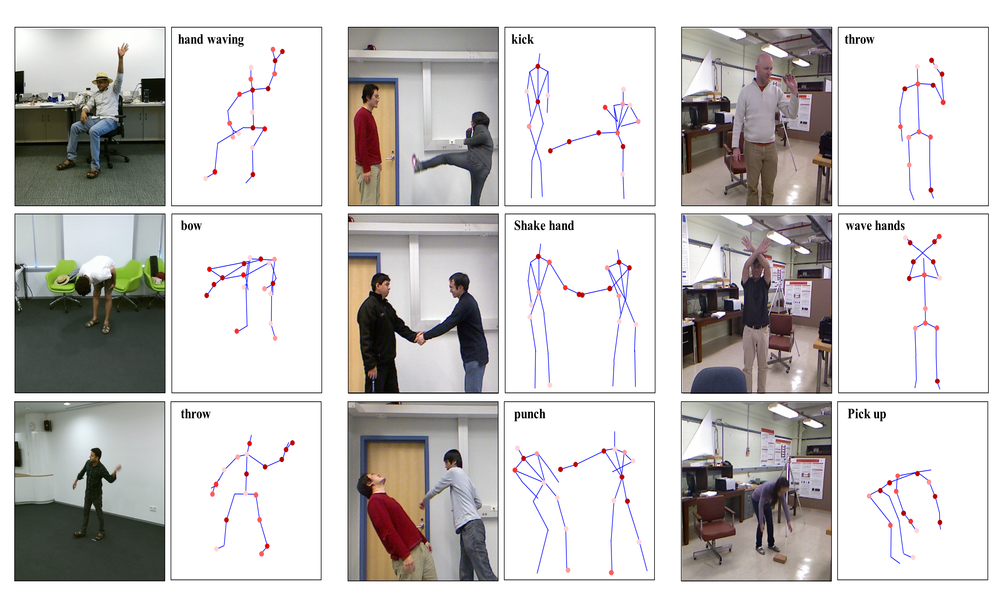 hand waving
kick
throw
bow
Shake hand
wave hands
throw
punch
Pick up